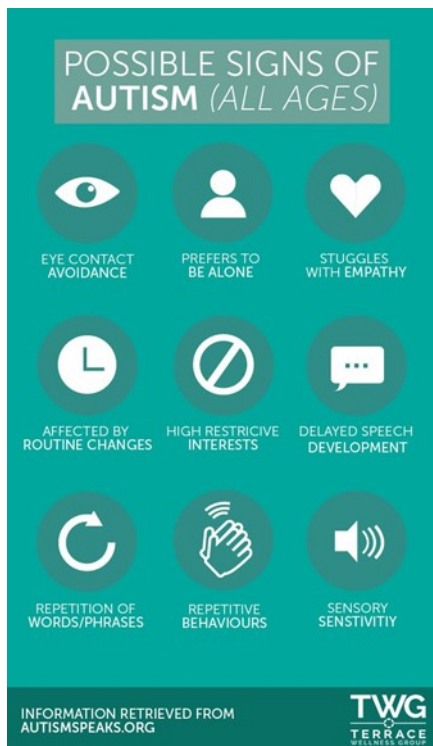 POSSIBLE SIGNS OF
AUTISM (ALL AGES)
EYE CONTACT
AVOIDANCE
PREFERS TO
BE ALONE
STUGGLES
WITH EMPATHY
AFFECTED BY
ROUTINE CHANGES
HIGH RESTRICIVE
INTERESTS
DELAYED SPEECH
DEVELOPMENT
REPETITION OF
WORDS/PHRASES
REPETITIVE
BEHAVIOURS
SENSORY
SENSTIVITIY
INFORMATION RETRIEVED FROM
AUTISMSPEAKS.ORG
TWG
TERRACE
WELLNESS GROUP